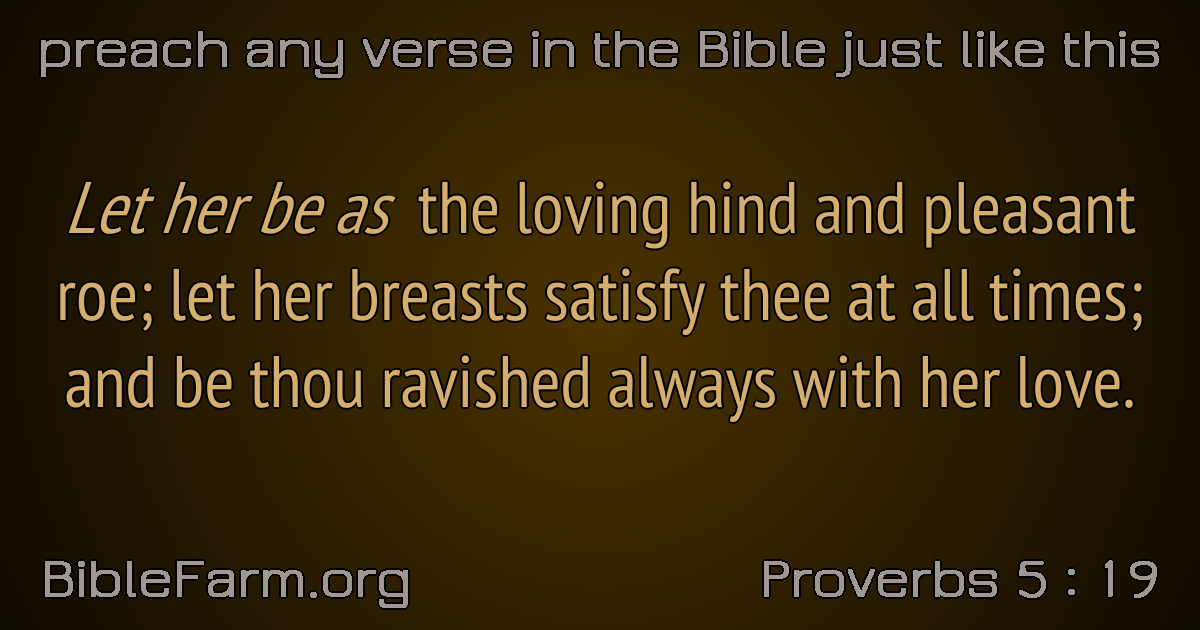 preach any verse in the Bible just like this
Let her be as the loving hind and pleasant
roe; let her breasts satisfy thee at all times;
and be thou ravished always with her love.
BibleFarm.org
Proverbs 5 : 19